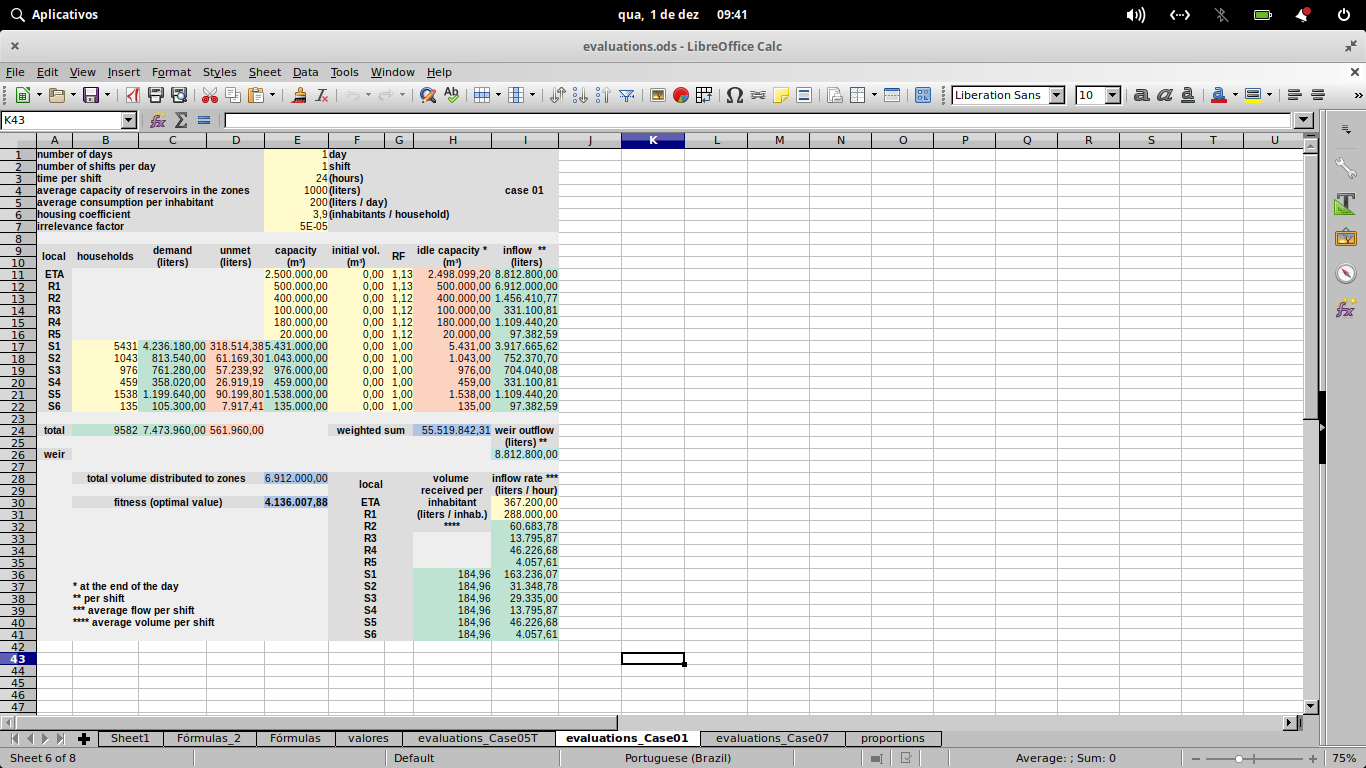 Aplicativos qua, 1 de dez 09:41
evaluations.ods - LibreOffice Calc
File Edit View Insert Format Styles Sheet Data Tools Window Help
Liberation Sans 10
K43
A B C D E F G H I J K L M N O P Q R S T U
1 number of days 1 day
2 number of shifts per day 1 shift
3 time per shift 24 (hours)
4 average capacity of reservoirs in the zones 1000 (liters) case 01
5 average consumption per inhabitant 200 (liters / day)
6 housing coefficient 3,9 (inhabitants / household)
7 irrelevance factor 5E-05
8
9 local households demand unmet capacity initial vol. RF idle capacity * inflow **
10 (liters) (liters) (m³) (m³) (m³) (liters)
11 ETA 2.500.000,00 0,00 1,13 2.498.099,20 8.812.800,00
12 R1 500.000,00 0,00 1,13 500.000,00 6.912.000,00
13 R2 400.000,00 0,00 1,12 400.000,00 1.456.410,77
14 R3 100.000,00 0,00 1,12 100.000,00 331.100,81
15 R4 180.000,00 0,00 1,12 180.000,00 1.109.440,20
16 R5 20.000,00 0,00 1,12 20.000,00 97.382,59
17 S1 5431 4.236.180,00 318.514,38 5.431.000,00 0,00 1,00 5.431,00 3.917.665,62
18 S2 1043 813.540,00 61.169,30 1.043.000,00 0,00 1,00 1.043,00 752.370,70
19 S3 976 761.280,00 57.239,92 976.000,00 0,00 1,00 976,00 704.040,08
20 S4 459 358.020,00 26.919,19 459.000,00 0,00 1,00 459,00 331.100,81
21 S5 1538 1.199.640,00 90.199,80 1.538.000,00 0,00 1,00 1.538,00 1.109.440,20
22 S6 135 105.300,00 7.917,41 135.000,00 0,00 1,00 135,00 97.382,59
23
24 total 9582 7.473.960,00 561.960,00 weighted sum 55.519.842,31 weir outflow
25 (liters) **
26 weir 8.812.800,00
27
28 total volume distributed to zones 6.912.000,00 local volume inflow rate ***
29 received per (liters / hour)
30 fitness (optimal value) 4.136.007,88 ETA inhabitant 367.200,00
31 R1 (liters / inhab.) 288.000,00
32 R2 **** 60.683,78
33 R3 13.795,87
34 R4 46.226,68
35 R5 4.057,61
36 S1 184,96 163.236,07
37 * at the end of the day S2 184,96 31.348,78
38 ** per shift S3 184,96 29.335,00
39 *** average flow per shift S4 184,96 13.795,87
40 **** average volume per shift S5 184,96 46.226,68
41 S6 184,96 4.057,61
42
43
44
45
46
47
Sheet1 Fórmulas_2 Fórmulas valores evaluations_Case05T evaluations_Case01 evaluations_Case07 proportions
Sheet 6 of 8 Default Portuguese (Brazil) Average: ; Sum: 0 75%